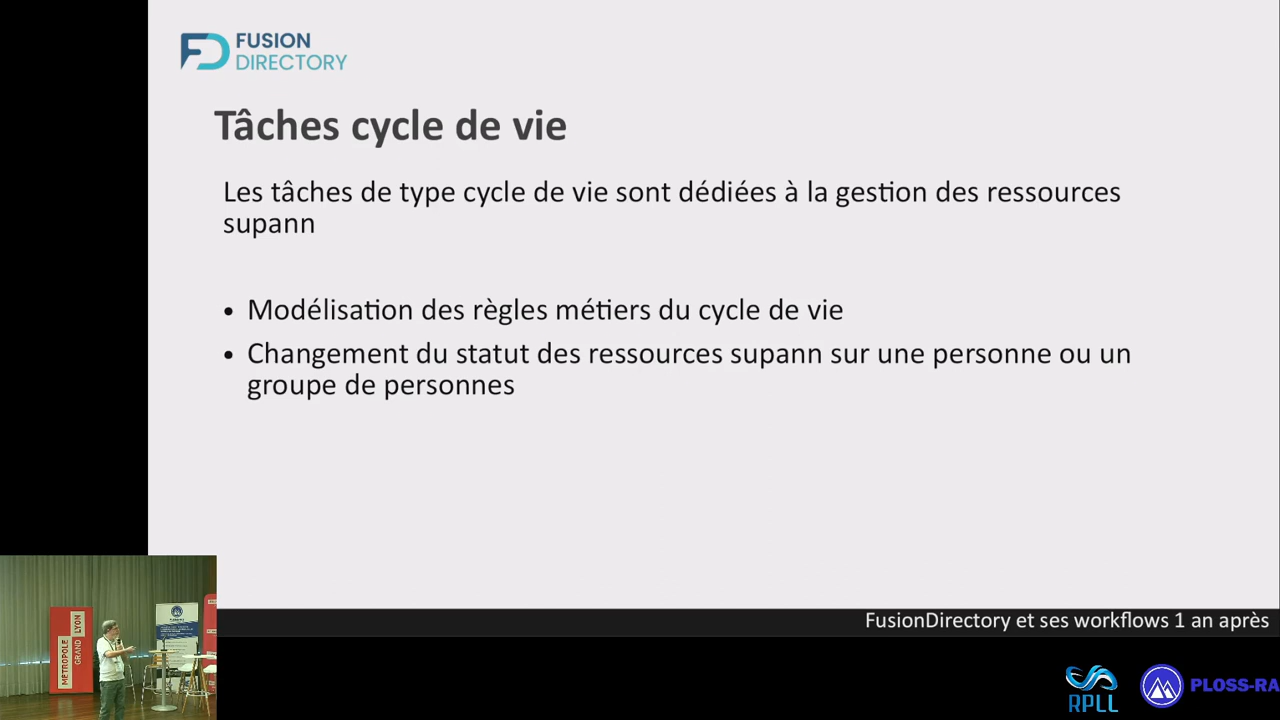 FUSION
DIRECTORY
Tâches cycle de vie
Les tâches de type cycle de vie sont dédiées à la gestion des ressources
supann
• Modélisation des règles métiers du cycle de vie
• Changement du statut des ressources supann sur une personne ou un
groupe de personnes
METROPOLE
GRAND LYON
FusionDirectory et ses workflows 1 an après
RPLL
PLOSS-RA